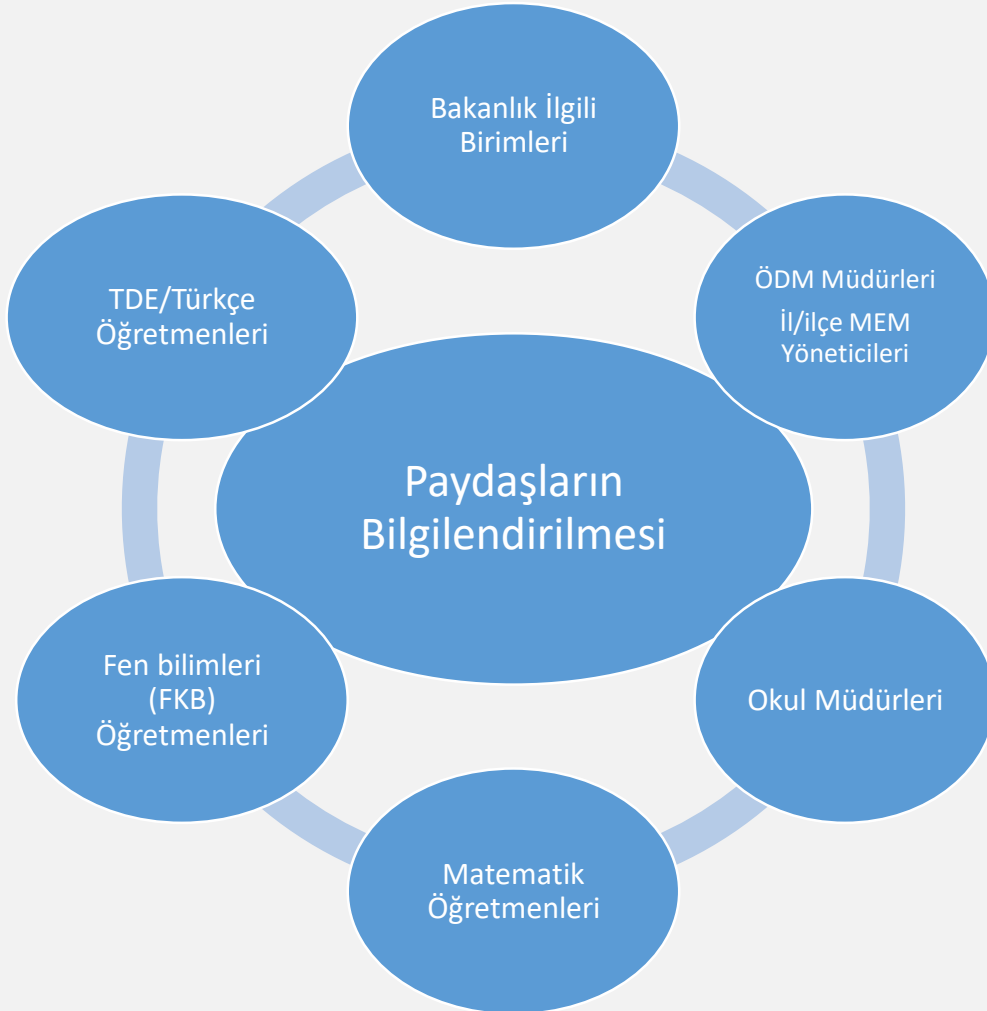 Bakanlık İlgili
Birimleri
ÖDM Müdürleri
İl/ilçe MEM
Yöneticileri
Okul Müdürleri
Matematik
Öğretmenleri
Fen bilimleri
(FKB)
Öğretmenleri
TDE/Türkçe
Öğretmenleri
Paydaşların
Bilgilendirilmesi